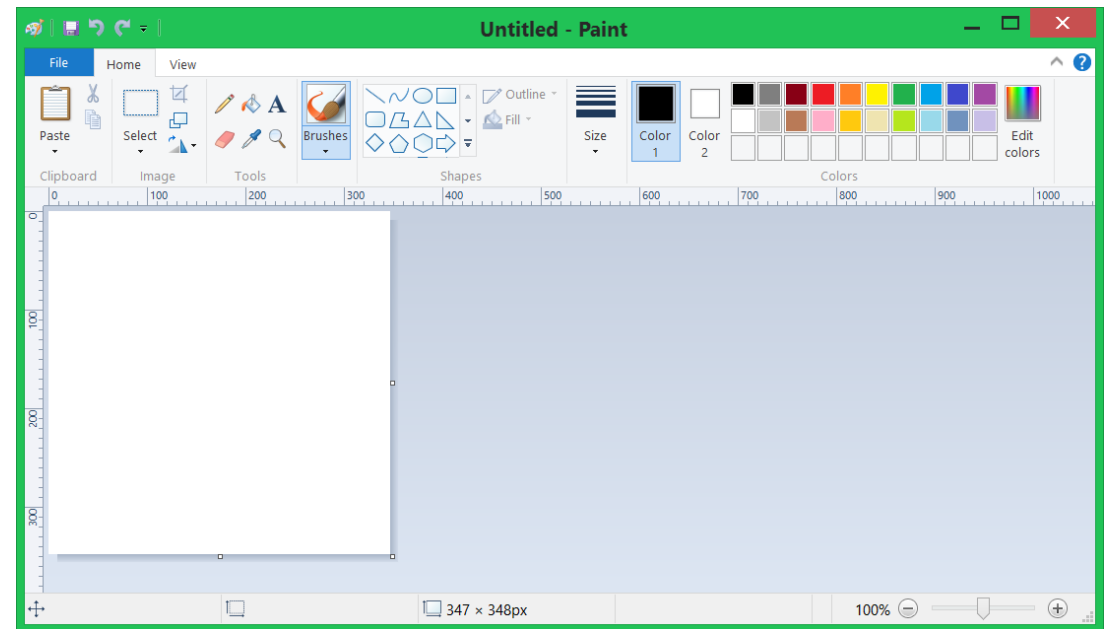 Untitled - Paint
File Home View
Paste Select Brushes Outline Fill Size Color 1 Color 2 Edit colors
A
Clipboard Image Tools Shapes Colors
0 100 200 300 400 500 600 700 800 900 1000
0
100
200
300
347 × 348px 100%